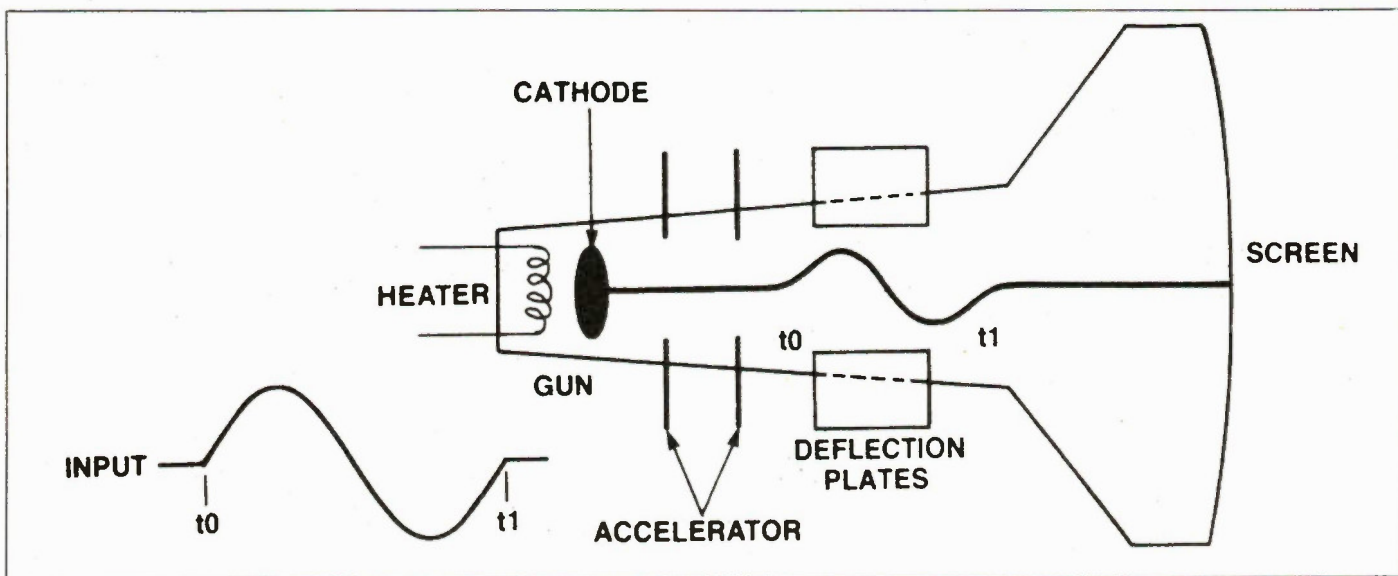 CATHODE
SCREEN
HEATER
t0
t1
GUN
DEFLECTION
PLATES
INPUT
t0
t1
ACCELERATOR